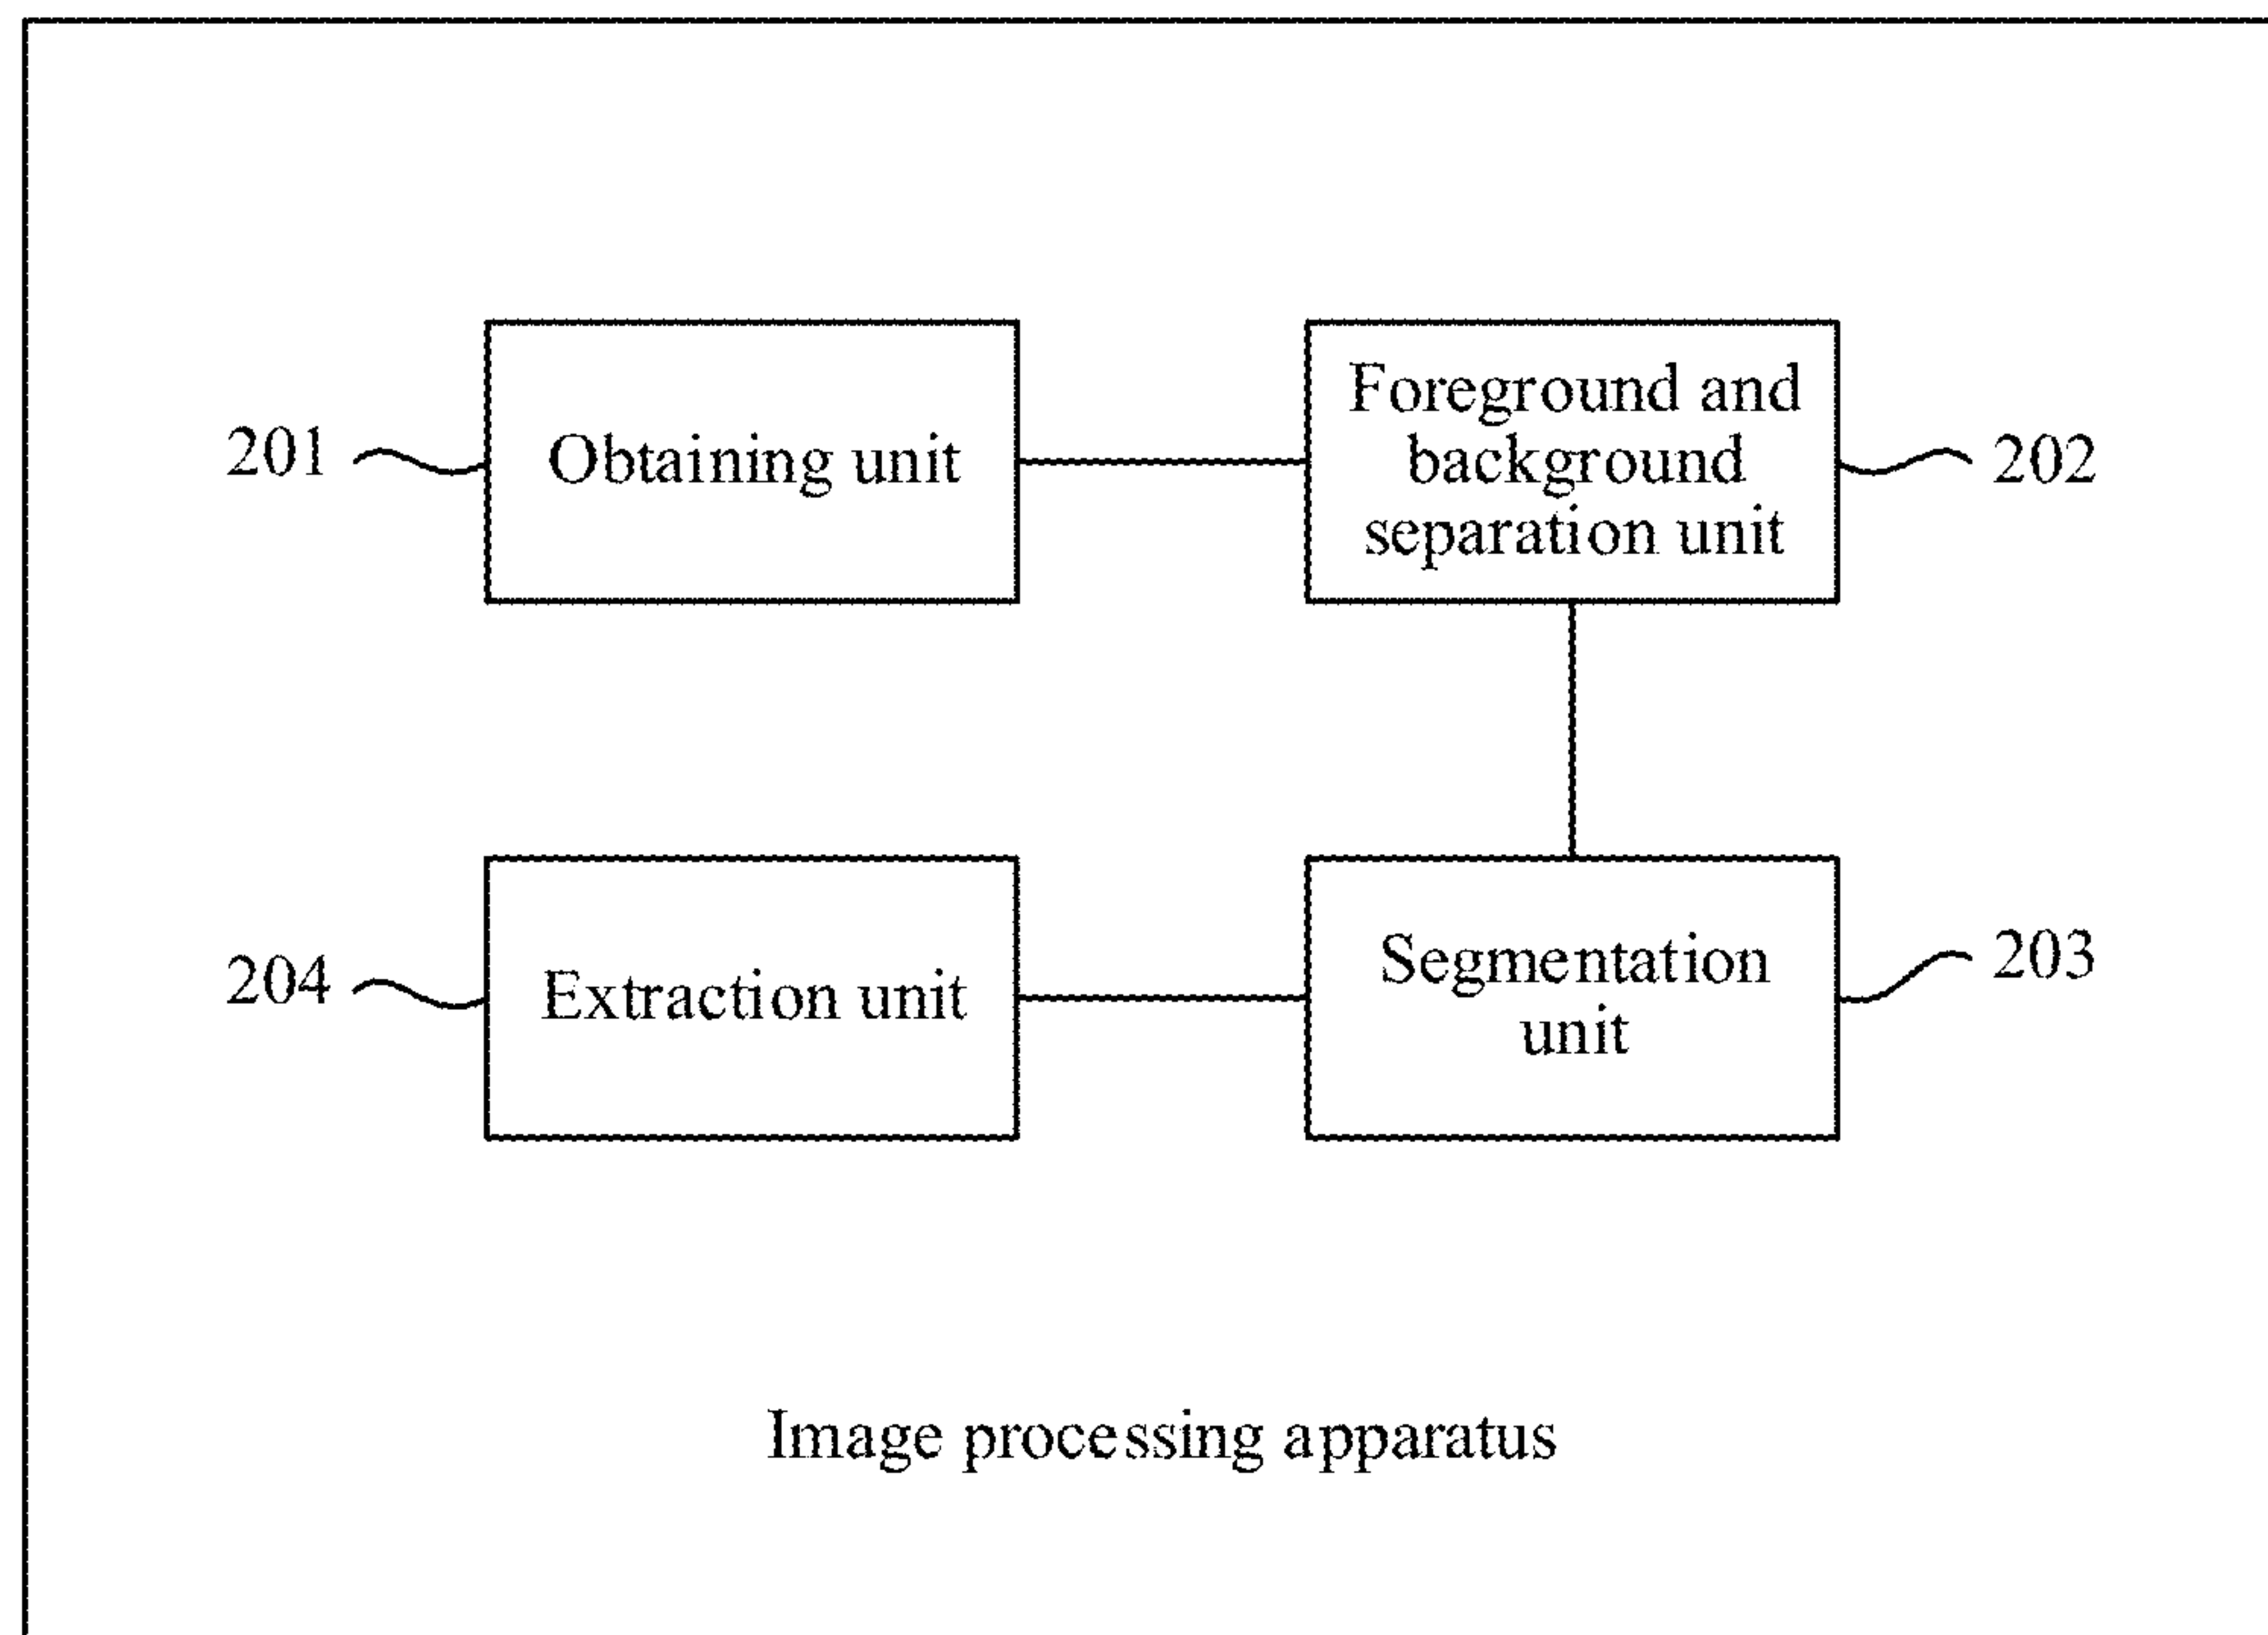 201
Obtaining unit
Foreground and
background
separation unit
202
204
Extraction unit
Segmentation
unit
203
Image processing apparatus